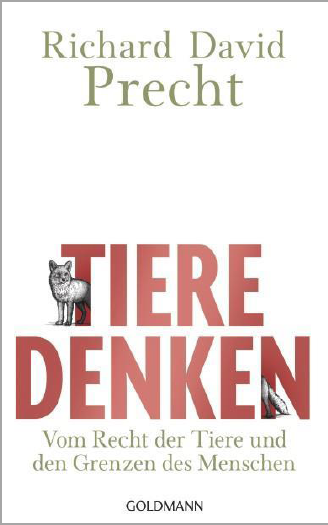 Richard David
Precht
TIERE
DENKEN
Vom Recht der Tiere und
den Grenzen des Menschen
GOLDMANN